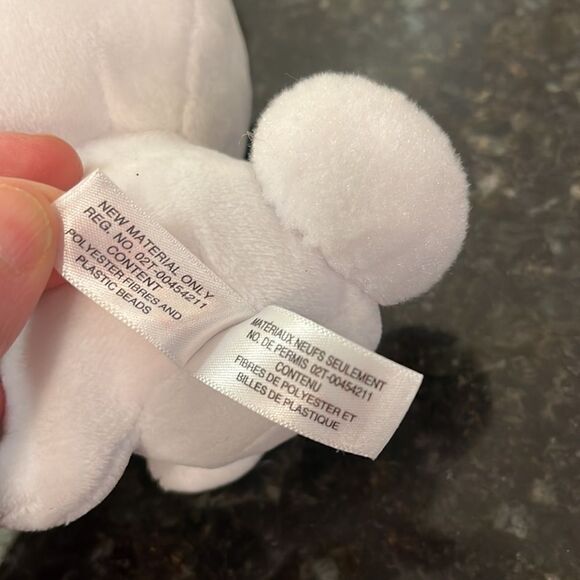 NEW MATERIAL ONLY
REG. NO. 02T-00454211
CONTENT
POLYESTER FIBRES AND
PLASTIC BEADS
MATÉRIAUX NEUFS SEULEMENT
NO. DE PERMIS 02T-00454211
CONTENU
FIBRES DE POLYESTER ET
BILLES DE PLASTIQUE